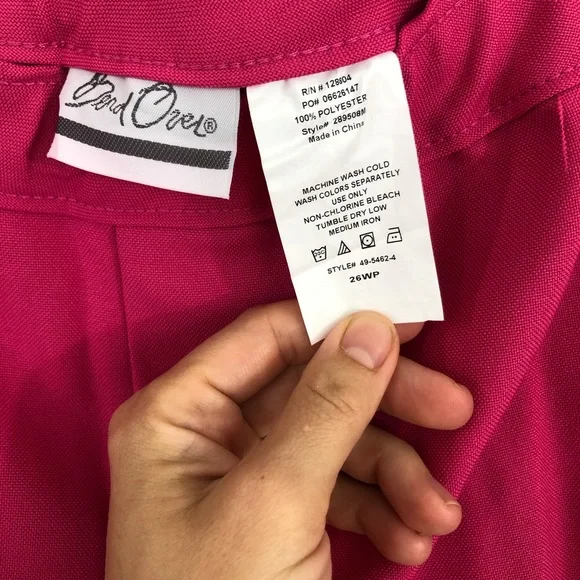 Bend Over®
R/N # 128604
PO# 06626147
100% POLYESTER
Style# 289508M
Made in China
MACHINE WASH COLD
WASH COLORS SEPARATELY
USE ONLY
NON-CHLORINE BLEACH
TUMBLE DRY LOW
MEDIUM IRON
STYLE# 49-5462-4
26WP